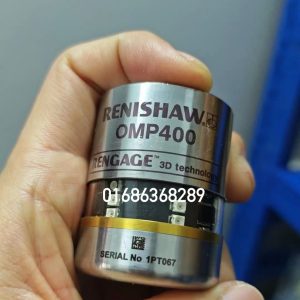 RENISHAW
OMP400
RENGAGE™ 3D technology
01686368289
SERIAL No 1PT067